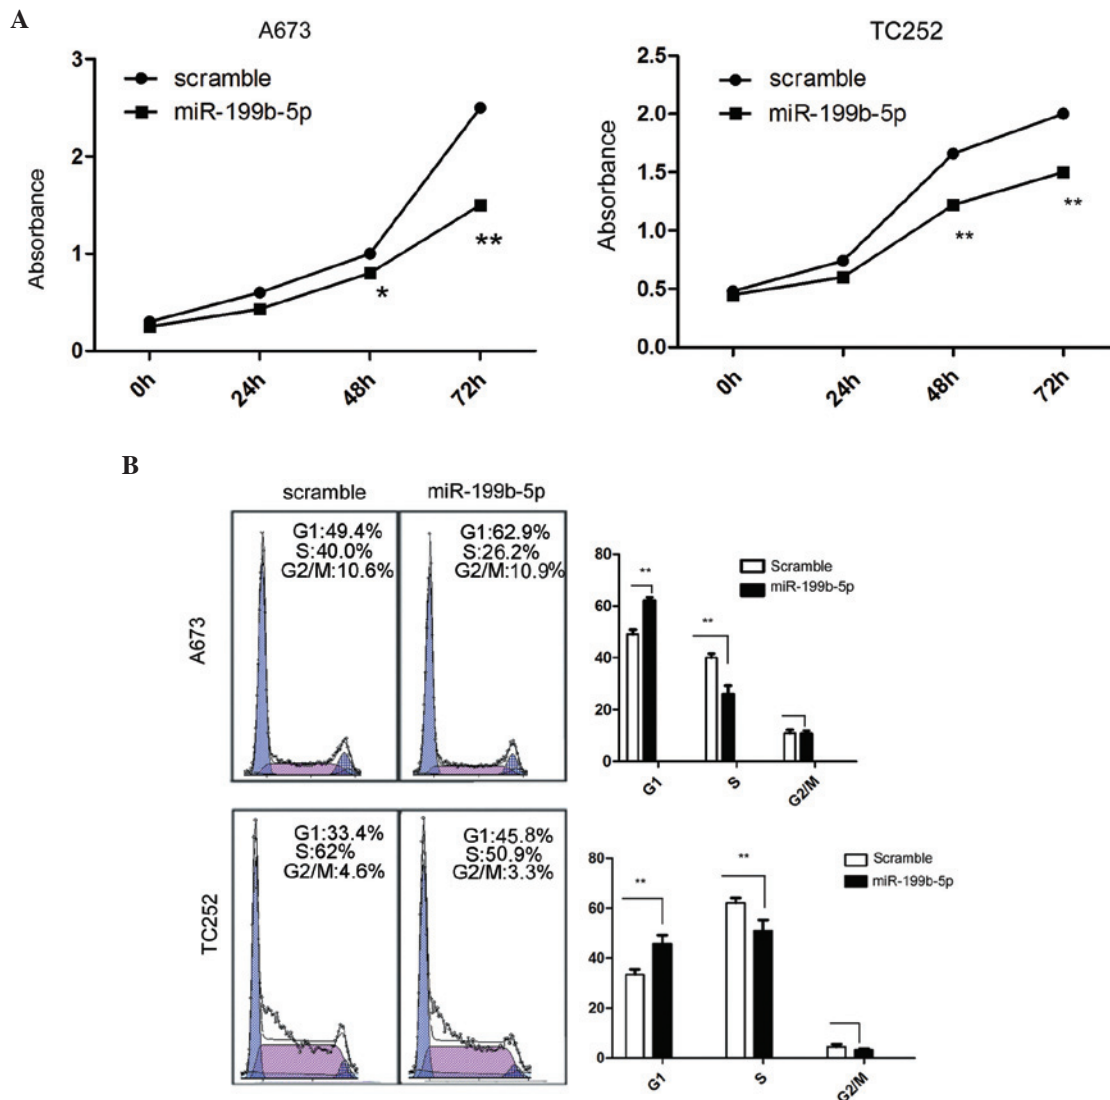 A
A673
3
2
1
0
Absorbance
scramble
miR-199b-5p
*
**
0h
24h
48h
72h
TC252
2.5
2.0
1.5
1.0
0.5
0.0
Absorbance
scramble
miR-199b-5p
**
**
0h
24h
48h
72h
B
scramble
miR-199b-5p
A673
G1:49.4%
S:40.0%
G2/M:10.6%
G1:62.9%
S:26.2%
G2/M:10.9%
80
60
40
20
0
Scramble
miR-199b-5p
**
**
G1
S
G2/M
TC252
G1:33.4%
S:62%
G2/M:4.6%
G1:45.8%
S:50.9%
G2/M:3.3%
80
60
40
20
0
Scramble
miR-199b-5p
**
**
G1
S
G2/M